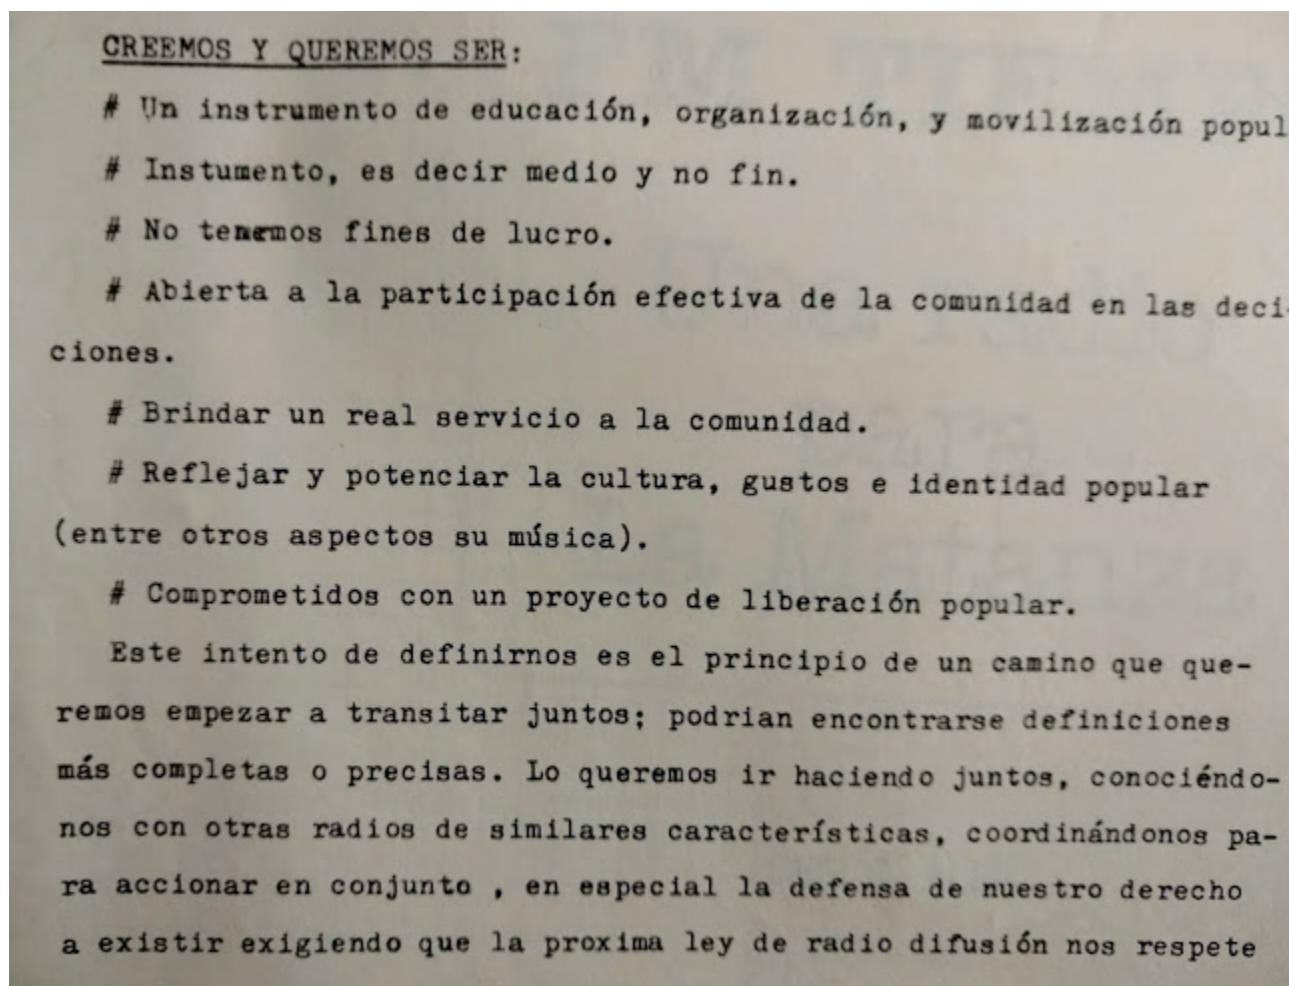 CREEMOS Y QUEREMOS SER:
# Un instrumento de educación, organización, y movilización popul
# Instumento, es decir medio y no fin.
# No tenemos fines de lucro.
# Abierta a la participación efectiva de la comunidad en las deci-
ciones.
# Brindar un real servicio a la comunidad.
# Reflejar y potenciar la cultura, gustos e identidad popular
(entre otros aspectos su música).
# Comprometidos con un proyecto de liberación popular.
Este intento de definirnos es el principio de un camino que que-
remos empezar a transitar juntos; podrian encontrarse definiciones
más completas o precisas. Lo queremos ir haciendo juntos, conociéndo-
nos con otras radios de similares características, coordinándonos pa-
ra accionar en conjunto , en especial la defensa de nuestro derecho
a existir exigiendo que la proxima ley de radio difusión nos respete